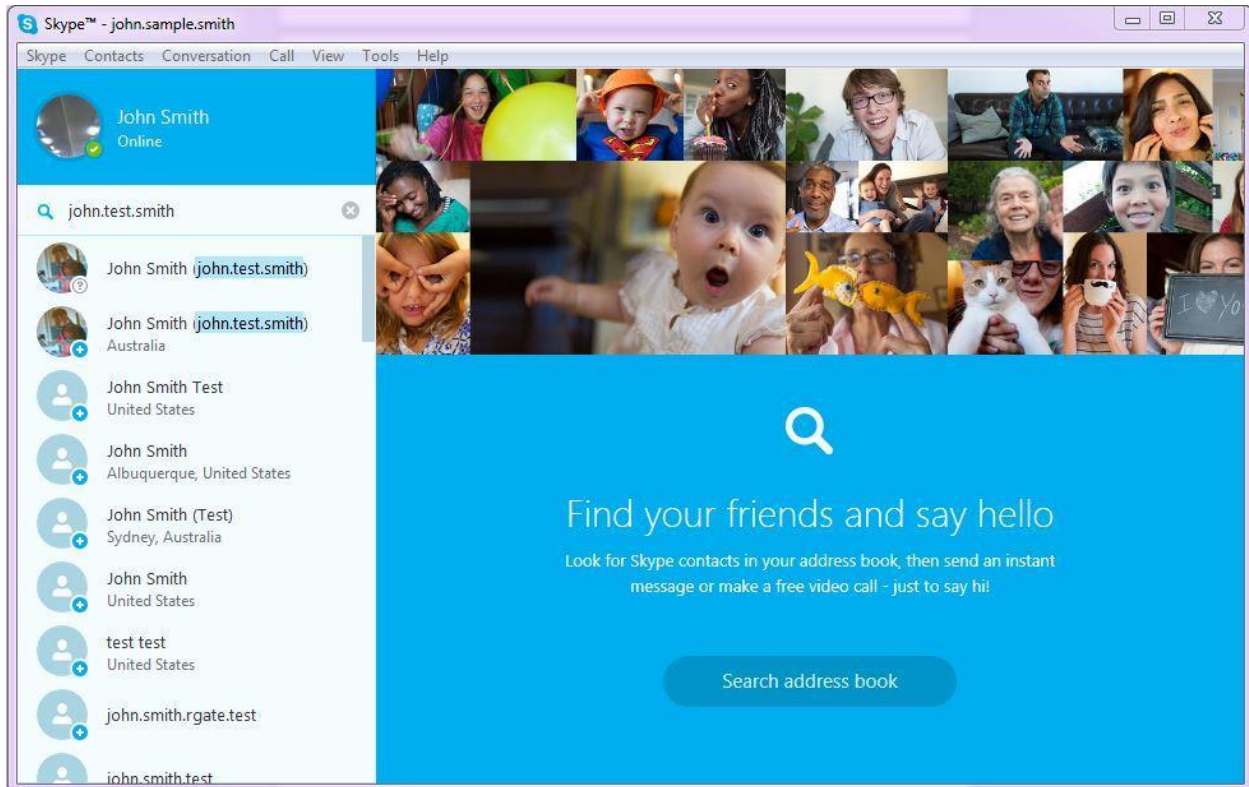 Skype™ - john.sample.smith
Skype Contacts Conversation Call View Tools Help
John Smith
Online
john.test.smith
John Smith (john.test.smith)
John Smith (john.test.smith)
Australia
John Smith Test
United States
John Smith
Albuquerque, United States
John Smith (Test)
Sydney, Australia
John Smith
United States
test test
United States
john.smith.rgate.test
john.smith.test
I ♥ Yo
Find your friends and say hello
Look for Skype contacts in your address book, then send an instant
message or make a free video call - just to say hi!
Search address book